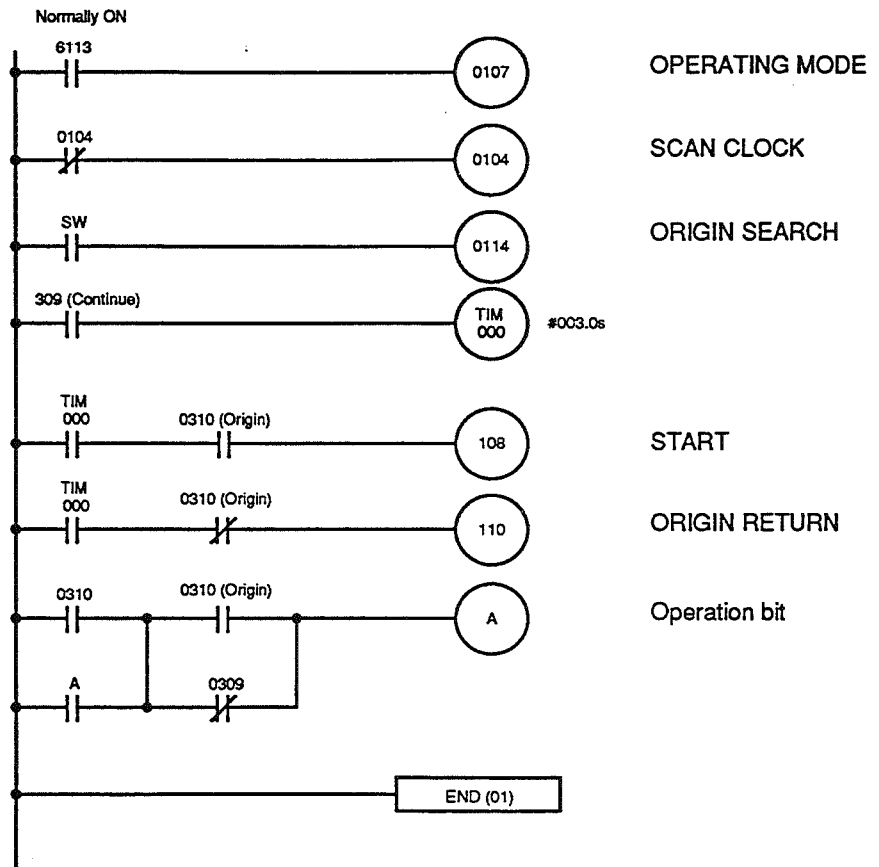 Normally ON
6113
0107
OPERATING MODE
0104
0104
SCAN CLOCK
SW
0114
ORIGIN SEARCH
309 (Continue)
TIM
000
#003.0s
TIM
000
0310 (Origin)
108
START
TIM
000
0310 (Origin)
110
ORIGIN RETURN
0310
0310 (Origin)
A
Operation bit
A
0309
END (01)